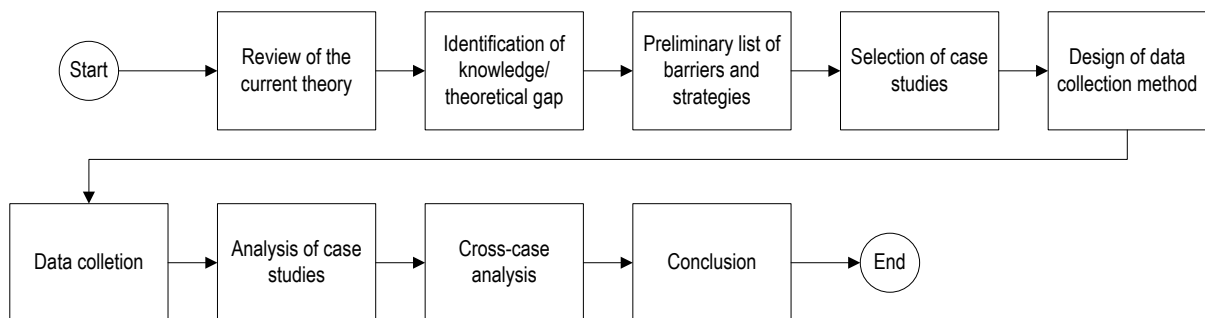 Start
Review of the
current theory
Identification of
knowledge/
theoretical gap
Preliminary list of
barriers and
strategies
Selection of case
studies
Design of data
collection method
Data colletion
Analysis of case
studies
Cross-case
analysis
Conclusion
End